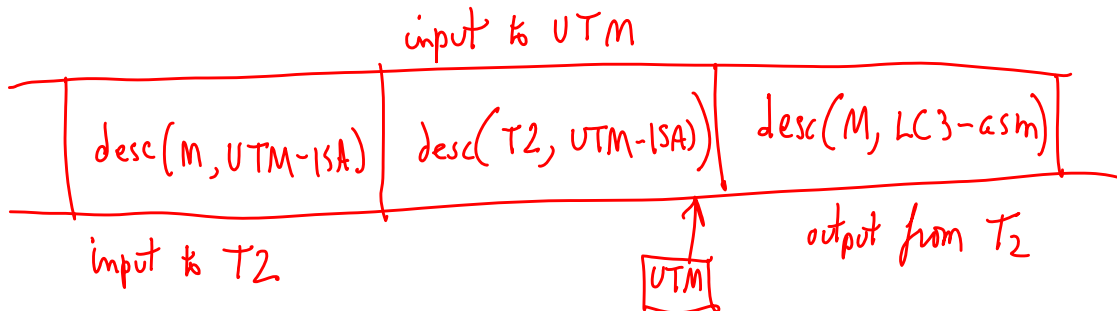 input to UTM
desc(M, UTM-ISA) desc(T2, UTM-ISA) desc(M, LC3-asm)
input to T2 output from T2
UTM